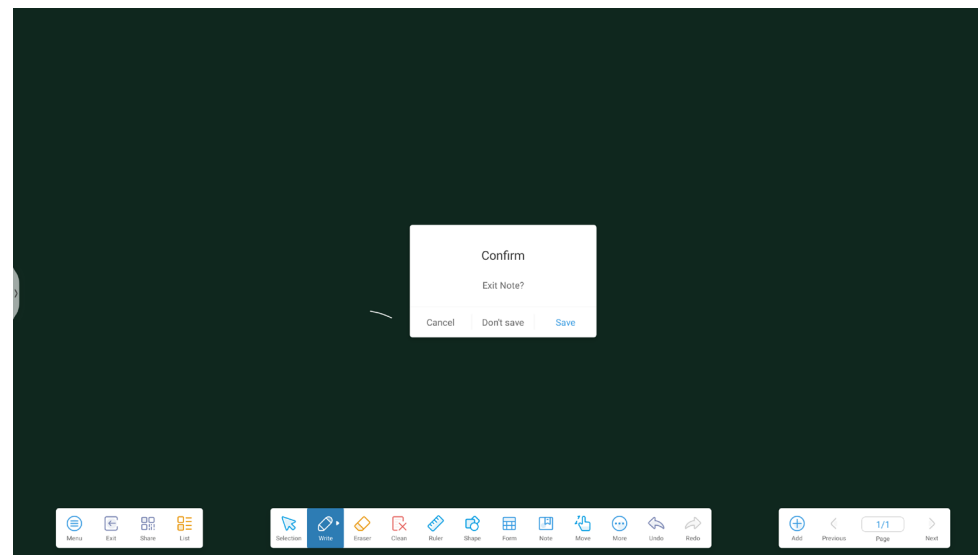 Confirm
Exit Note?
Cancel Don't save Save
Menu Exit Share List
Selection Write Eraser Clean Ruler Shape Form Note Move More Undo Redo
1/1
Add Previous Page Next